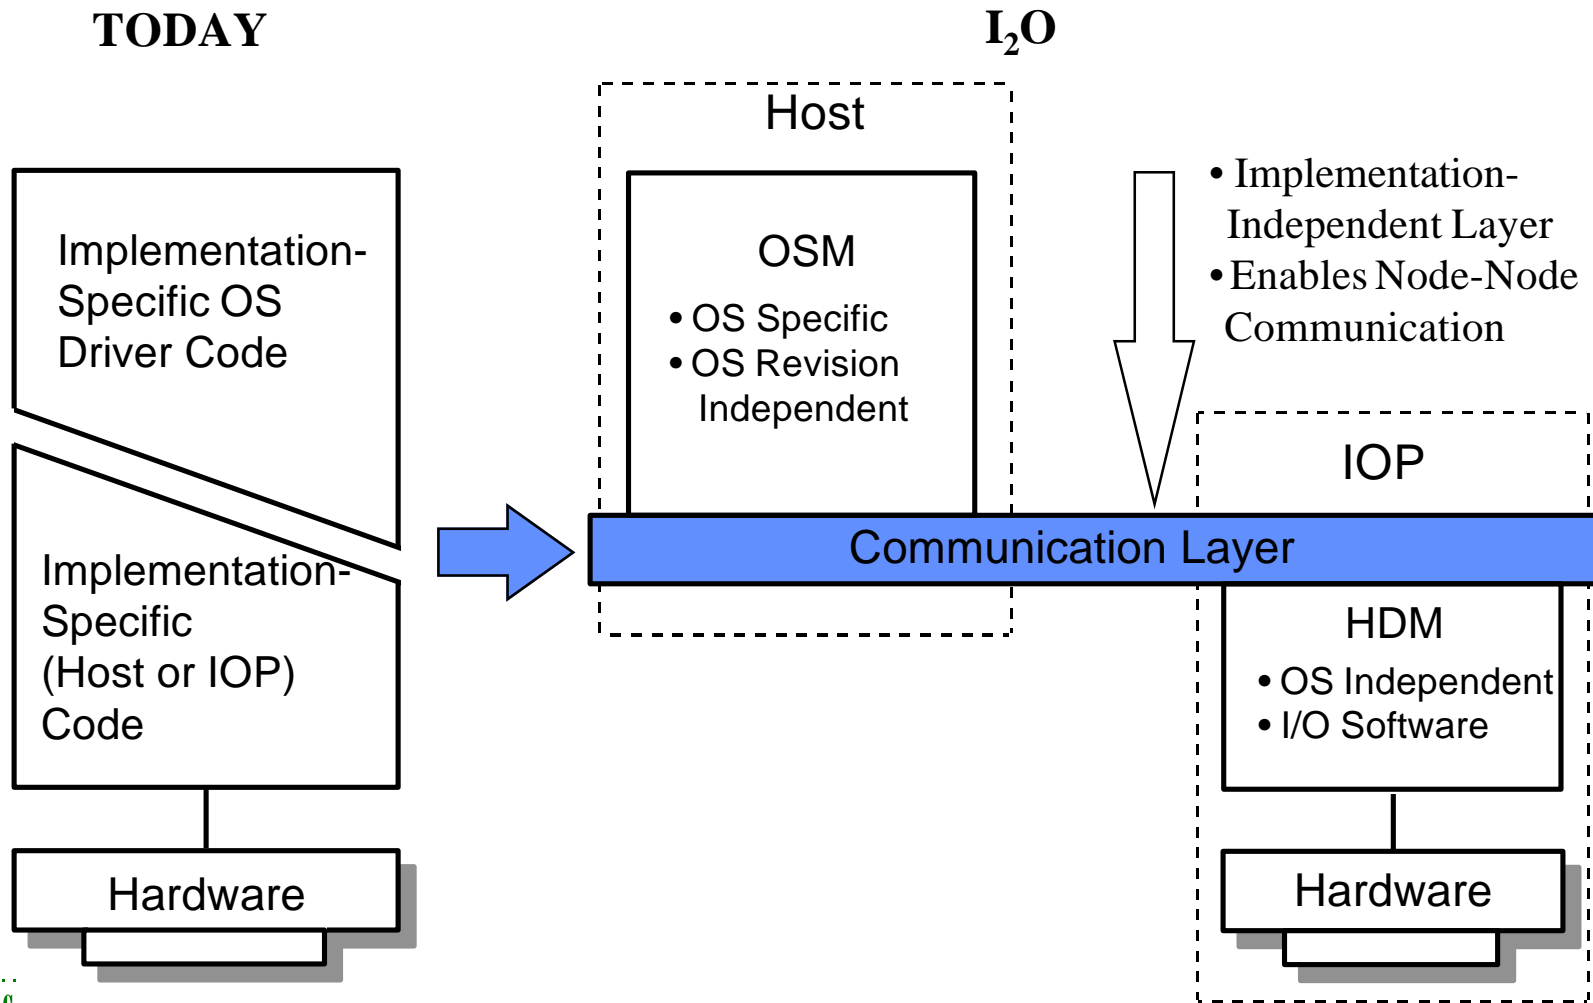 TODAY
I₂O
Implementation-
Specific OS
Driver Code
Implementation-
Specific
(Host or IOP)
Code
Hardware
Host
OSM
• OS Specific
• OS Revision
Independent
• Implementation-
Independent Layer
• Enables Node-Node
Communication
Communication Layer
IOP
HDM
• OS Independent
• I/O Software
Hardware